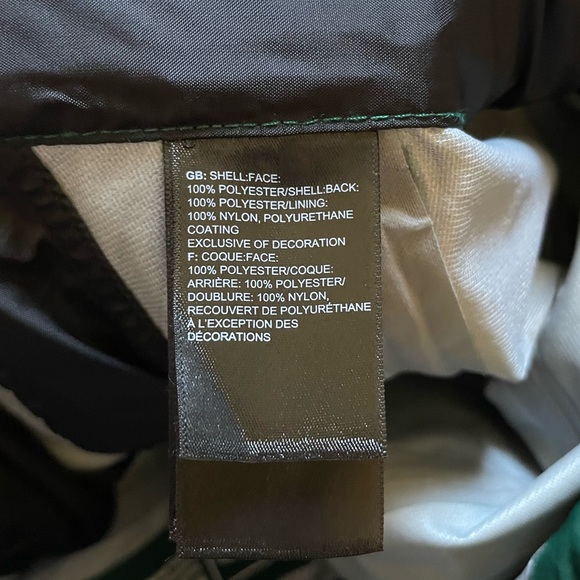 GB: SHELL:FACE:
100% POLYESTER/SHELL:BACK:
100% POLYESTER/LINING:
100% NYLON, POLYURETHANE
COATING
EXCLUSIVE OF DECORATION
F: COQUE:FACE:
100% POLYESTER/COQUE:
ARRIÈRE: 100% POLYESTER/
DOUBLURE: 100% NYLON,
RECOUVERT DE POLYURÉTHANE
À L'EXCEPTION DES
DÉCORATIONS